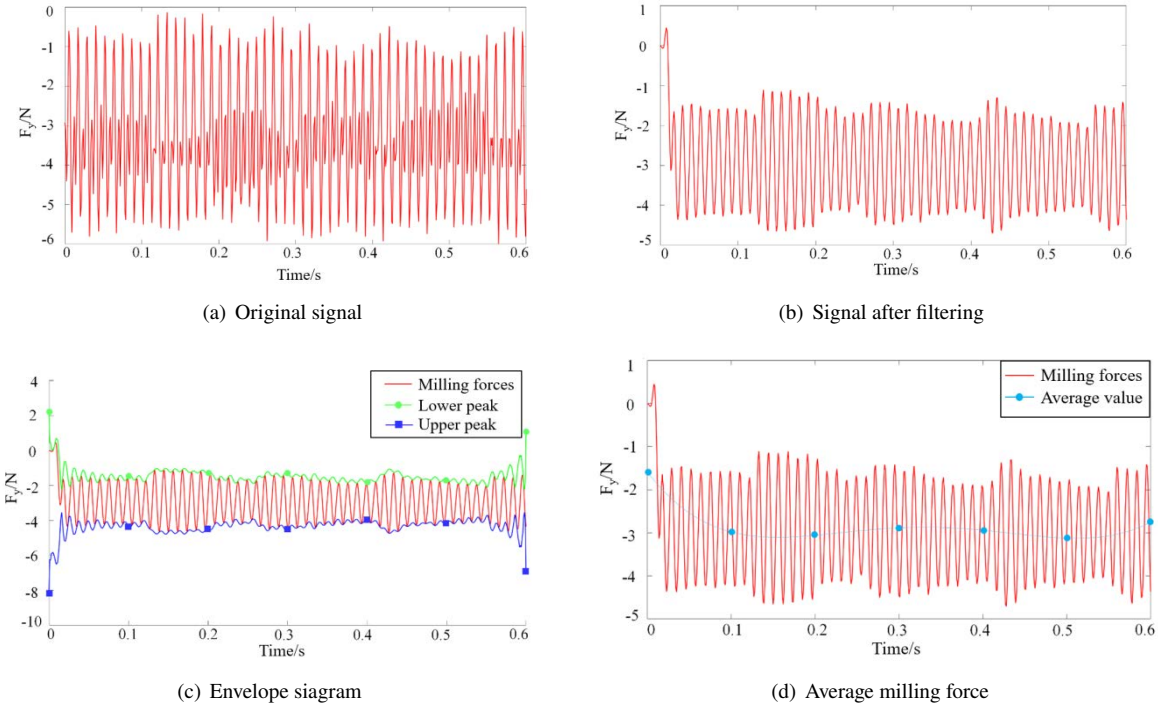 0
-1
-2
-3
-4
-5
-6
Fy/N
0 0.1 0.2 0.3 0.4 0.5 0.6
Time/s
(a) Original signal
1
0
-1
-2
-3
-4
-5
Fy/N
0 0.1 0.2 0.3 0.4 0.5 0.6
Time/s
(b) Signal after filtering
4
2
0
-2
-4
-6
-8
-10
Fy/N
Milling forces
Lower peak
Upper peak
0 0.1 0.2 0.3 0.4 0.5 0.6
Time/s
(c) Envelope siagram
1
0
-1
-2
-3
-4
-5
Fy/N
Milling forces
Average value
0 0.1 0.2 0.3 0.4 0.5 0.6
Time/s
(d) Average milling force